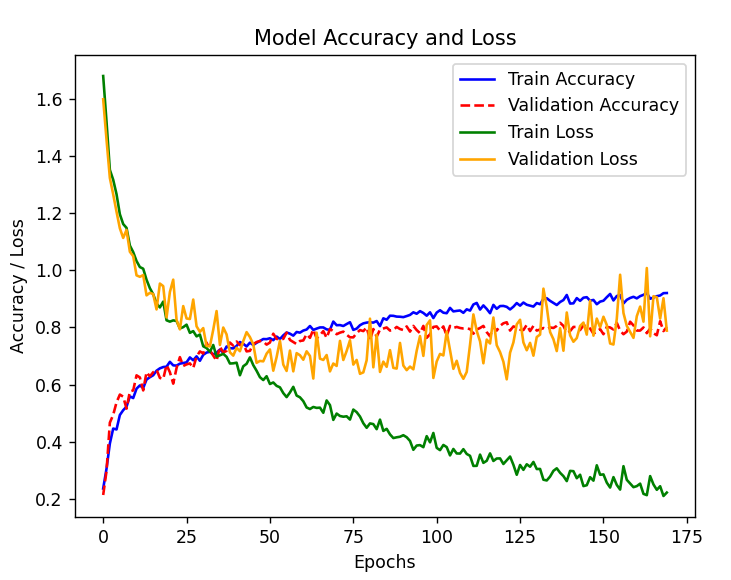 Model Accuracy and Loss
Train Accuracy
Validation Accuracy
Train Loss
Validation Loss
Accuracy / Loss
1.6
1.4
1.2
1.0
0.8
0.6
0.4
0.2
0 25 50 75 100 125 150 175
Epochs